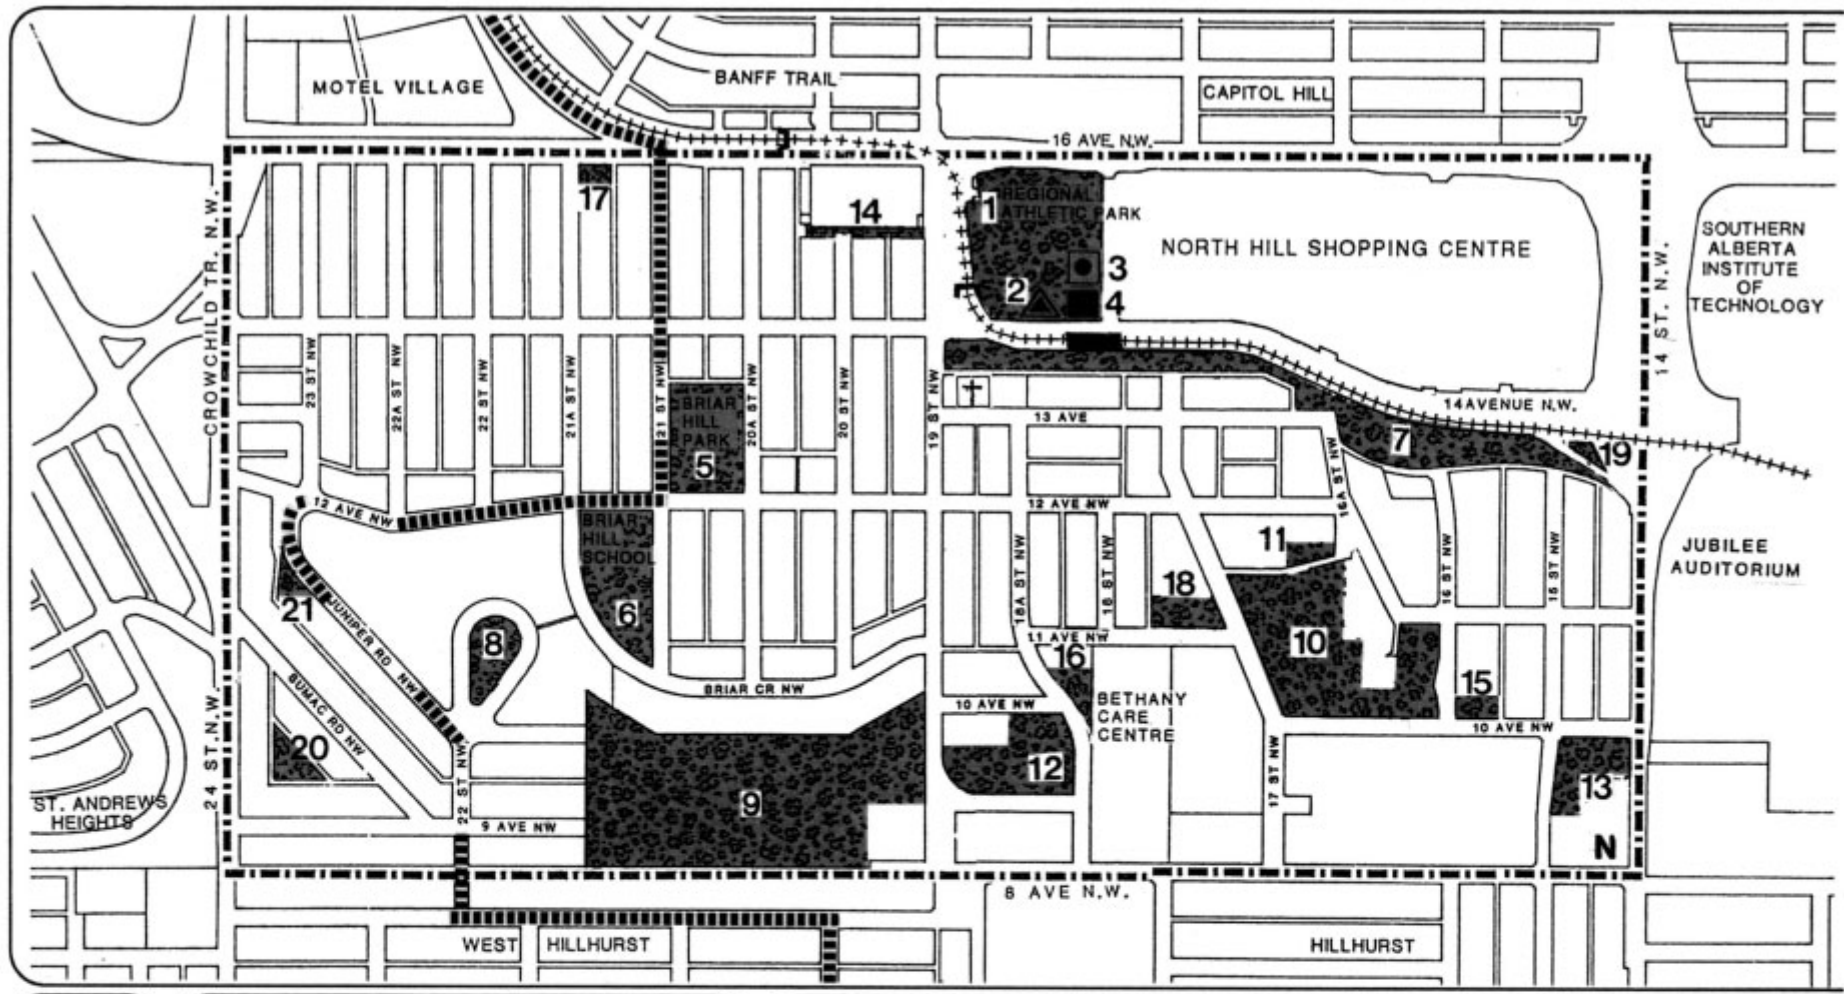 MOTEL VILLAGE
BANFF TRAIL
CAPITOL HILL
16 AVE. N.W.
CROWCHILD TR. N.W.
17
14
1
REGIONAL
ATHLETIC PARK
2
3
4
NORTH HILL SHOPPING CENTRE
14 ST. N.W.
SOUTHERN
ALBERTA
INSTITUTE
OF
TECHNOLOGY
23 ST NW
22A ST NW
22 ST NW
21A ST NW
21 ST NW
BRIAR
HILL
PARK
5
20A ST NW
20 ST NW
19 ST NW
13 AVE
14 AVENUE N.W.
7
19
16A ST NW
12 AVE NW
12 AVE NW
BRIAR
HILL
SCHOOL
6
18A ST NW
18 ST NW
18
11
16 ST NW
15 ST NW
JUBILEE
AUDITORIUM
21
JUNIPER RD NW
8
11 AVE NW
16
10
15
SUMAC RD NW
20
BRIAR CR NW
10 AVE NW
BETHANY
CARE
CENTRE
10 AVE NW
24 ST. N.W.
22 ST NW
9
12
17 ST NW
13
ST. ANDREWS
HEIGHTS
9 AVE NW
N
8 AVE N.W.
WEST HILLHURST
HILLHURST